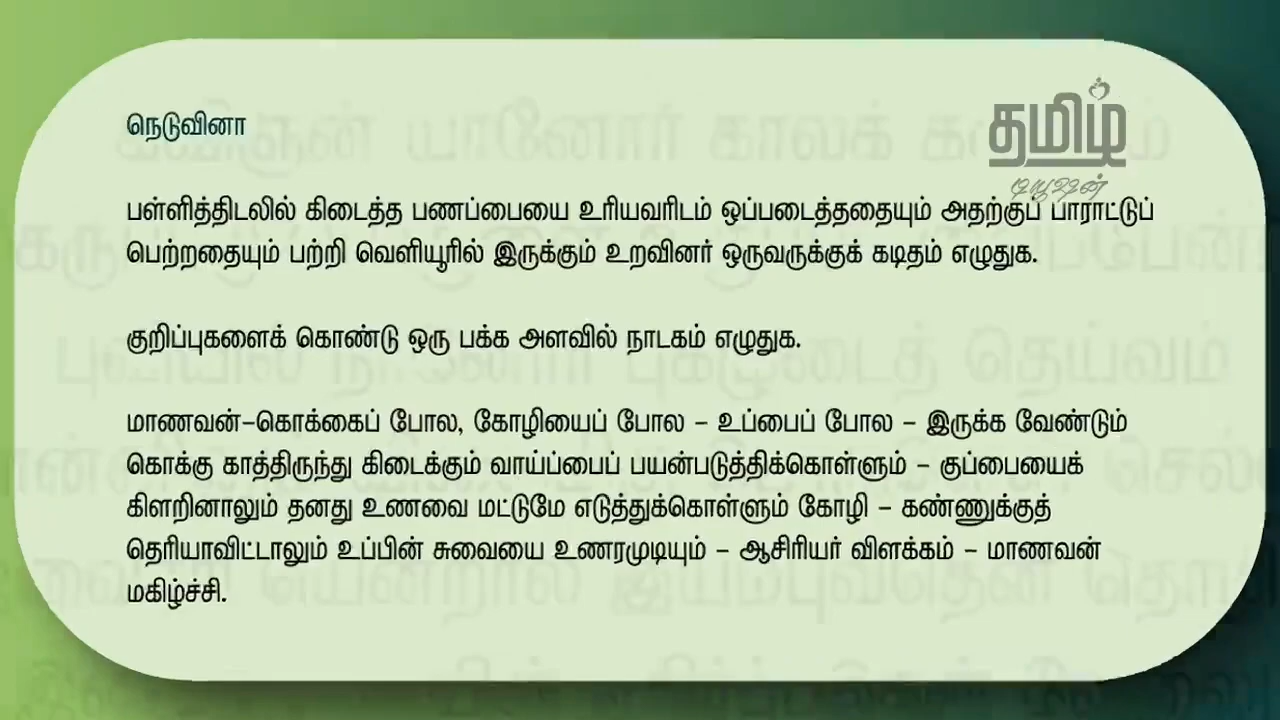 நெடுவினா
தமிழ்
டியூஷன்
பள்ளித்திடலில் கிடைத்த பணப்பையை உரியவரிடம் ஒப்படைத்ததையும் அதற்குப் பாராட்டுப்
பெற்றதையும் பற்றி வெளியூரில் இருக்கும் உறவினர் ஒருவருக்குக் கடிதம் எழுதுக.
குறிப்புகளைக் கொண்டு ஒரு பக்க அளவில் நாடகம் எழுதுக.
மாணவன்-கொக்கைப் போல, கோழியைப் போல – உப்பைப் போல – இருக்க வேண்டும்
கொக்கு காத்திருந்து கிடைக்கும் வாய்ப்பைப் பயன்படுத்திக்கொள்ளும் – குப்பையைக்
கிளறினாலும் தனது உணவை மட்டுமே எடுத்துக்கொள்ளும் கோழி – கண்ணுக்குத்
தெரியாவிட்டாலும் உப்பின் சுவையை உணரமுடியும் – ஆசிரியர் விளக்கம் – மாணவன்
மகிழ்ச்சி.